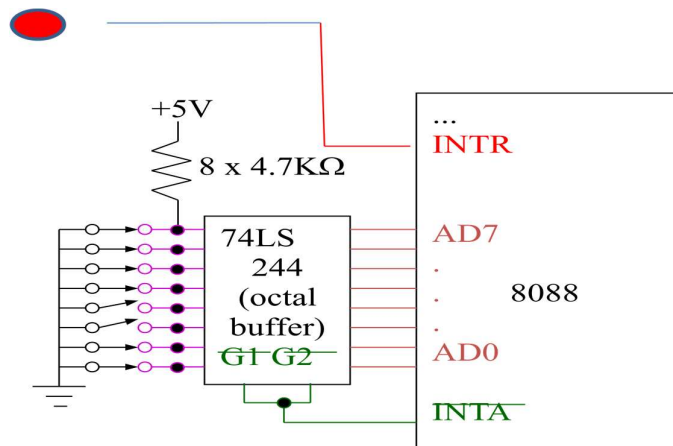 +5V
8 x 4.7KΩ
...
INTR
74LS
244
(octal
buffer)
G1 G2
AD7
.
.
.
AD0
8088
INTA